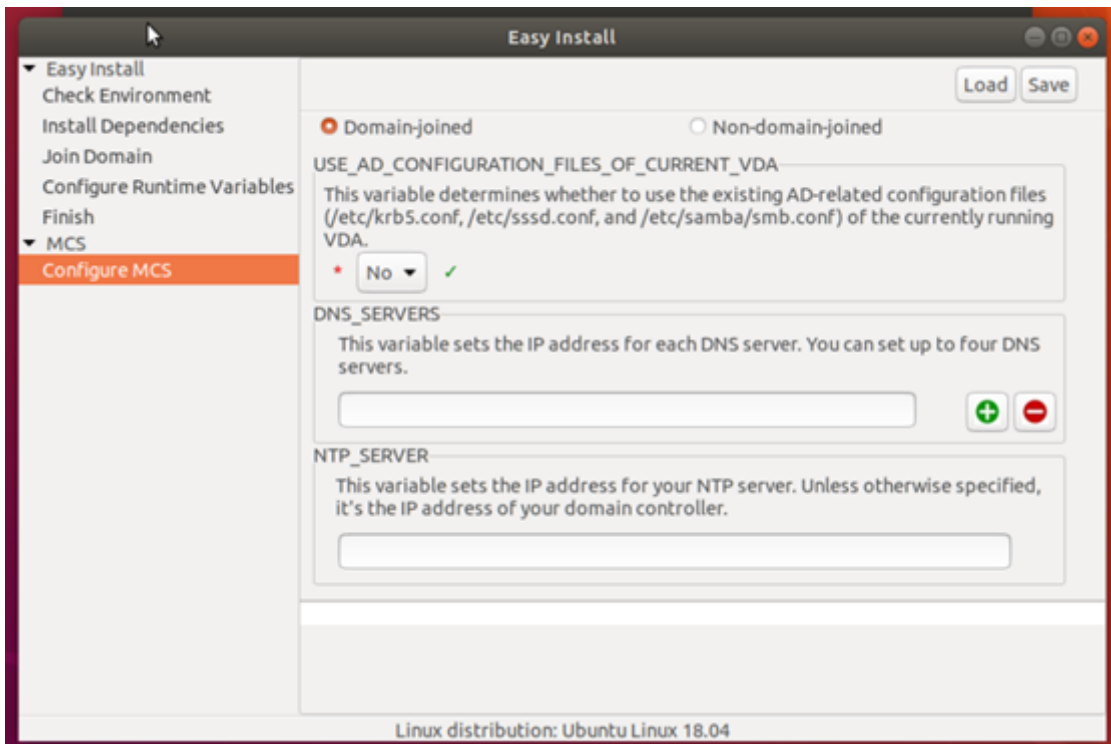 Easy Install
Easy Install
Check Environment
Install Dependencies
Join Domain
Configure Runtime Variables
Finish
MCS
Configure MCS
Load Save
Domain-joined Non-domain-joined
USE_AD_CONFIGURATION_FILES_OF_CURRENT_VDA
This variable determines whether to use the existing AD-related configuration files
(/etc/krb5.conf, /etc/sssd.conf, and /etc/samba/smb.conf) of the currently running
VDA.
* No ✓
DNS_SERVERS
This variable sets the IP address for each DNS server. You can set up to four DNS
servers.
NTP_SERVER
This variable sets the IP address for your NTP server. Unless otherwise specified,
it's the IP address of your domain controller.
Linux distribution: Ubuntu Linux 18.04